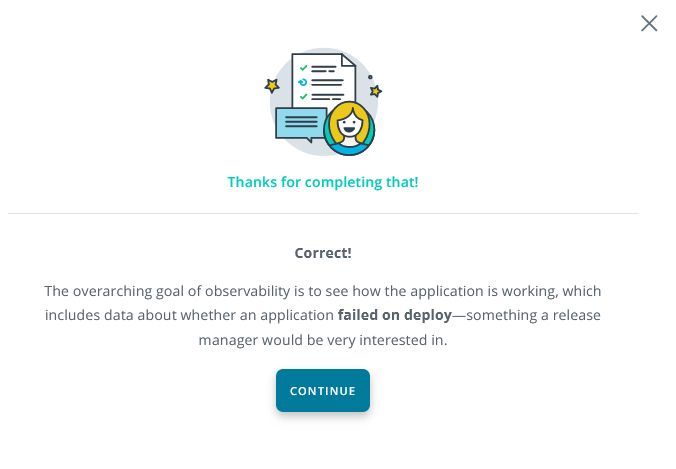 Thanks for completing that!
Correct!
The overarching goal of observability is to see how the application is working, which
includes data about whether an application failed on deploy—something a release
manager would be very interested in.
CONTINUE